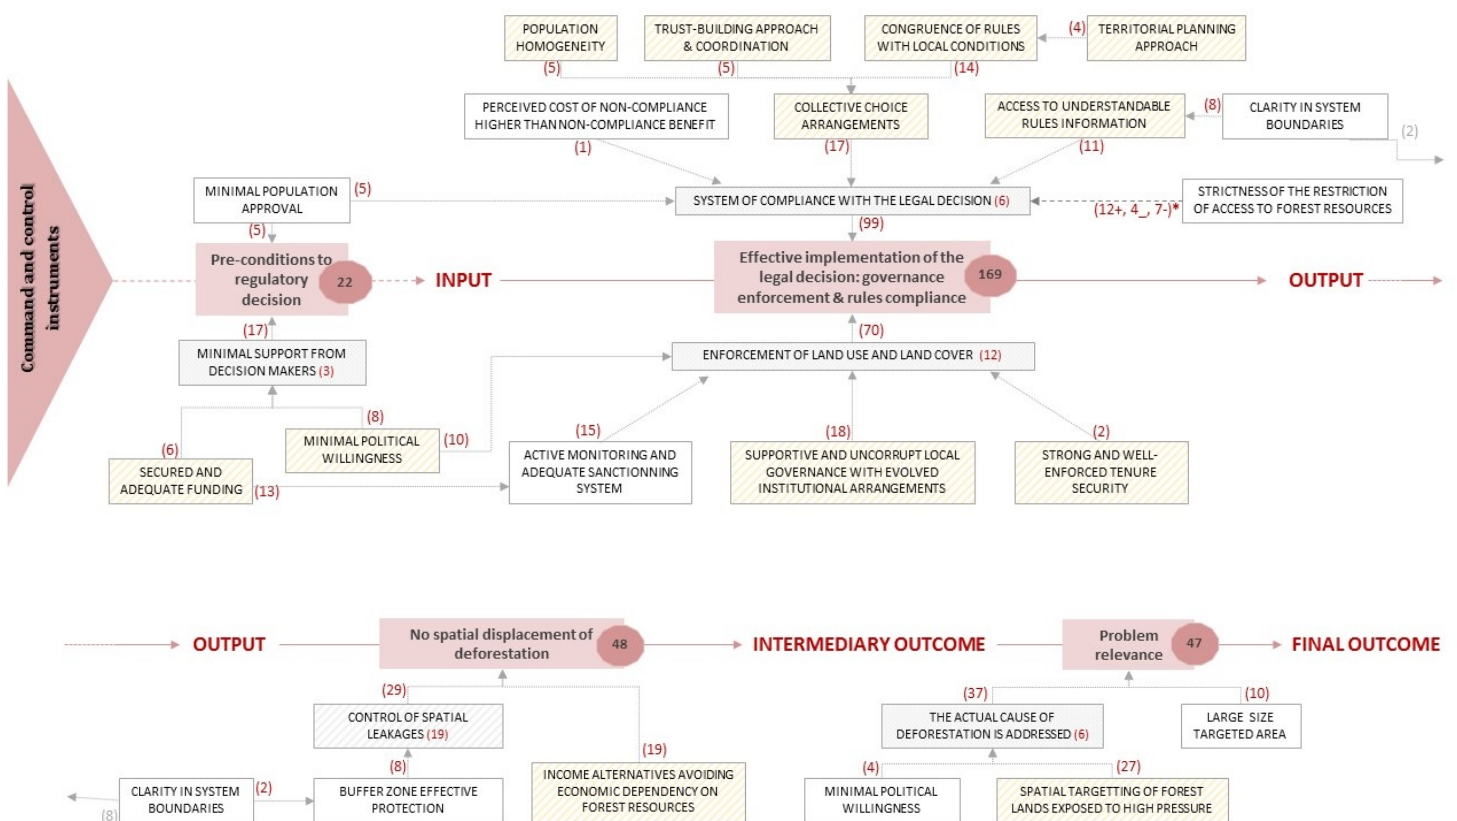 POPULATION
HOMOGENEITY
TRUST-BUILDING APPROACH
& COORDINATION
CONGRUENCE OF RULES
WITH LOCAL CONDITIONS
(4)
TERRITORIAL PLANNING
APPROACH
(5)
(5)
(14)
PERCEIVED COST OF NON-COMPLIANCE
HIGHER THAN NON-COMPLIANCE BENEFIT
COLLECTIVE CHOICE
ARRANGEMENTS
ACCESS TO UNDERSTANDABLE
RULES INFORMATION
(8)
CLARITY IN SYSTEM
BOUNDARIES
(2)
(1)
(17)
(11)
Command and control
instruments
MINIMAL POPULATION
APPROVAL
(5)
SYSTEM OF COMPLIANCE WITH THE LEGAL DECISION (6)
(12+, 4_, 7-)*
STRICTNESS OF THE RESTRICTION
OF ACCESS TO FOREST RESOURCES
(5)
(99)
Pre-conditions to
regulatory
decision
22
INPUT
Effective implementation of the
legal decision: governance
enforcement & rules compliance
169
OUTPUT
(17)
(70)
MINIMAL SUPPORT FROM
DECISION MAKERS (3)
ENFORCEMENT OF LAND USE AND LAND COVER (12)
(8)
(6)
MINIMAL POLITICAL
WILLINGNESS
(10)
(15)
(18)
(2)
SECURED AND
ADEQUATE FUNDING
(13)
ACTIVE MONITORING AND
ADEQUATE SANCTIONNING
SYSTEM
SUPPORTIVE AND UNCORRUPT LOCAL
GOVERNANCE WITH EVOLVED
INSTITUTIONAL ARRANGEMENTS
STRONG AND WELL-
ENFORCED TENURE
SECURITY
OUTPUT
No spatial displacement of
deforestation
48
INTERMEDIARY OUTCOME
Problem
relevance
47
FINAL OUTCOME
(29)
(37)
(10)
CONTROL OF SPATIAL
LEAKAGES (19)
THE ACTUAL CAUSE OF
DEFORESTATION IS ADDRESSED (6)
LARGE SIZE
TARGETED AREA
(8)
(19)
(4)
(27)
CLARITY IN SYSTEM
BOUNDARIES
(2)
(8)
BUFFER ZONE EFFECTIVE
PROTECTION
INCOME ALTERNATIVES AVOIDING
ECONOMIC DEPENDENCY ON
FOREST RESOURCES
MINIMAL POLITICAL
WILLINGNESS
SPATIAL TARGETTING OF FOREST
LANDS EXPOSED TO HIGH PRESSURE